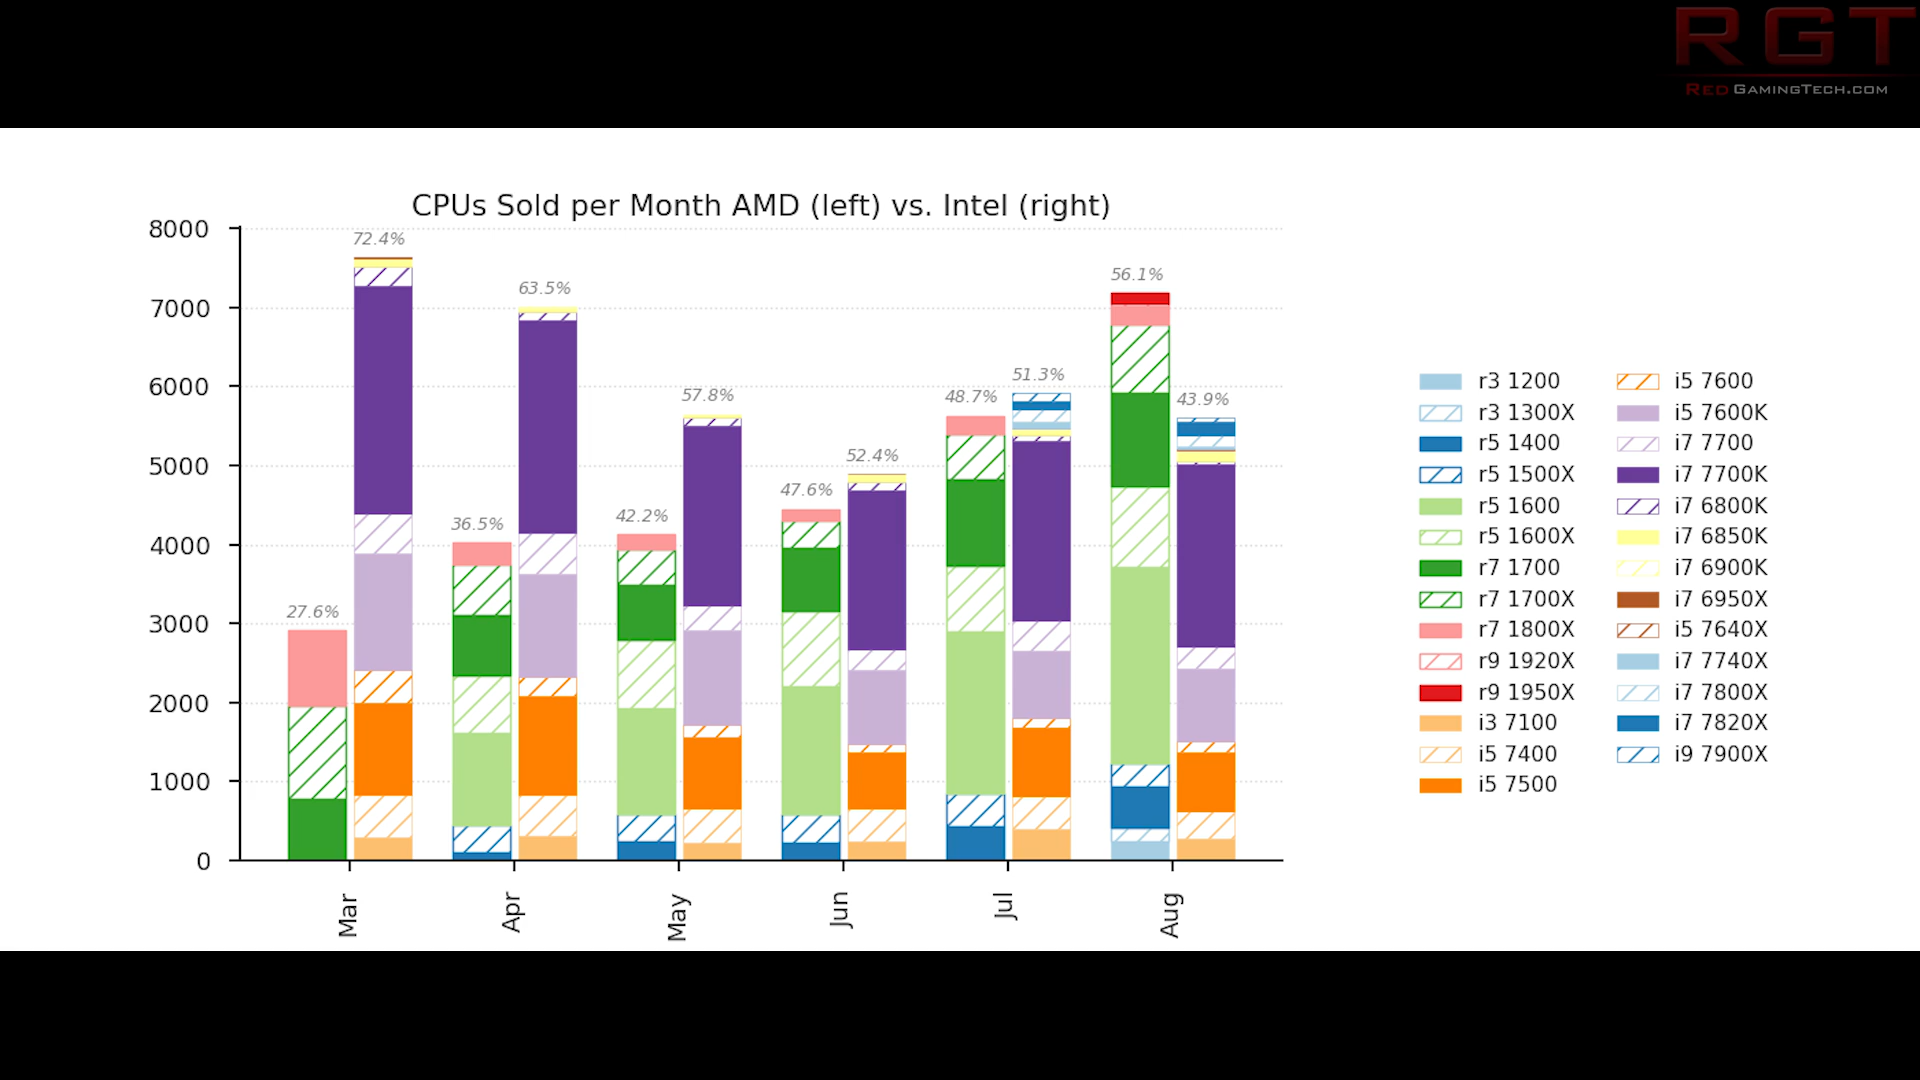 RGT
RED GAMINGTECH.COM
CPUs Sold per Month AMD (left) vs. Intel (right)
8000
7000
6000
5000
4000
3000
2000
1000
0
27.6%
72.4%
36.5%
63.5%
42.2%
57.8%
47.6%
52.4%
48.7%
51.3%
56.1%
43.9%
Mar
Apr
May
Jun
Jul
Aug
r3 1200
r3 1300X
r5 1400
r5 1500X
r5 1600
r5 1600X
r7 1700
r7 1700X
r7 1800X
r9 1920X
r9 1950X
i3 7100
i5 7400
i5 7500
i5 7600
i5 7600K
i7 7700
i7 7700K
i7 6800K
i7 6850K
i7 6900K
i7 6950X
i5 7640X
i7 7740X
i7 7800X
i7 7820X
i9 7900X